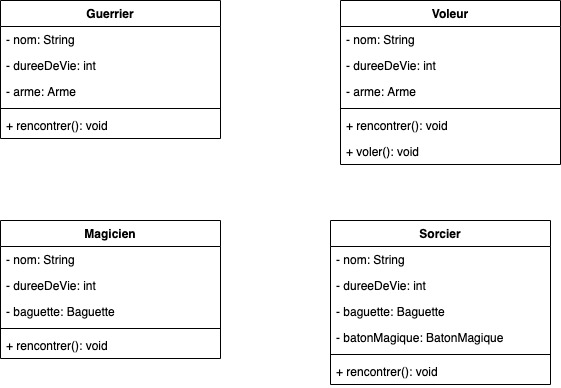 Guerrier
- nom: String
- dureeDeVie: int
- arme: Arme
+ rencontrer(): void
Voleur
- nom: String
- dureeDeVie: int
- arme: Arme
+ rencontrer(): void
+ voler(): void
Magicien
- nom: String
- dureeDeVie: int
- baguette: Baguette
+ rencontrer(): void
Sorcier
- nom: String
- dureeDeVie: int
- baguette: Baguette
- batonMagique: BatonMagique
+ rencontrer(): void